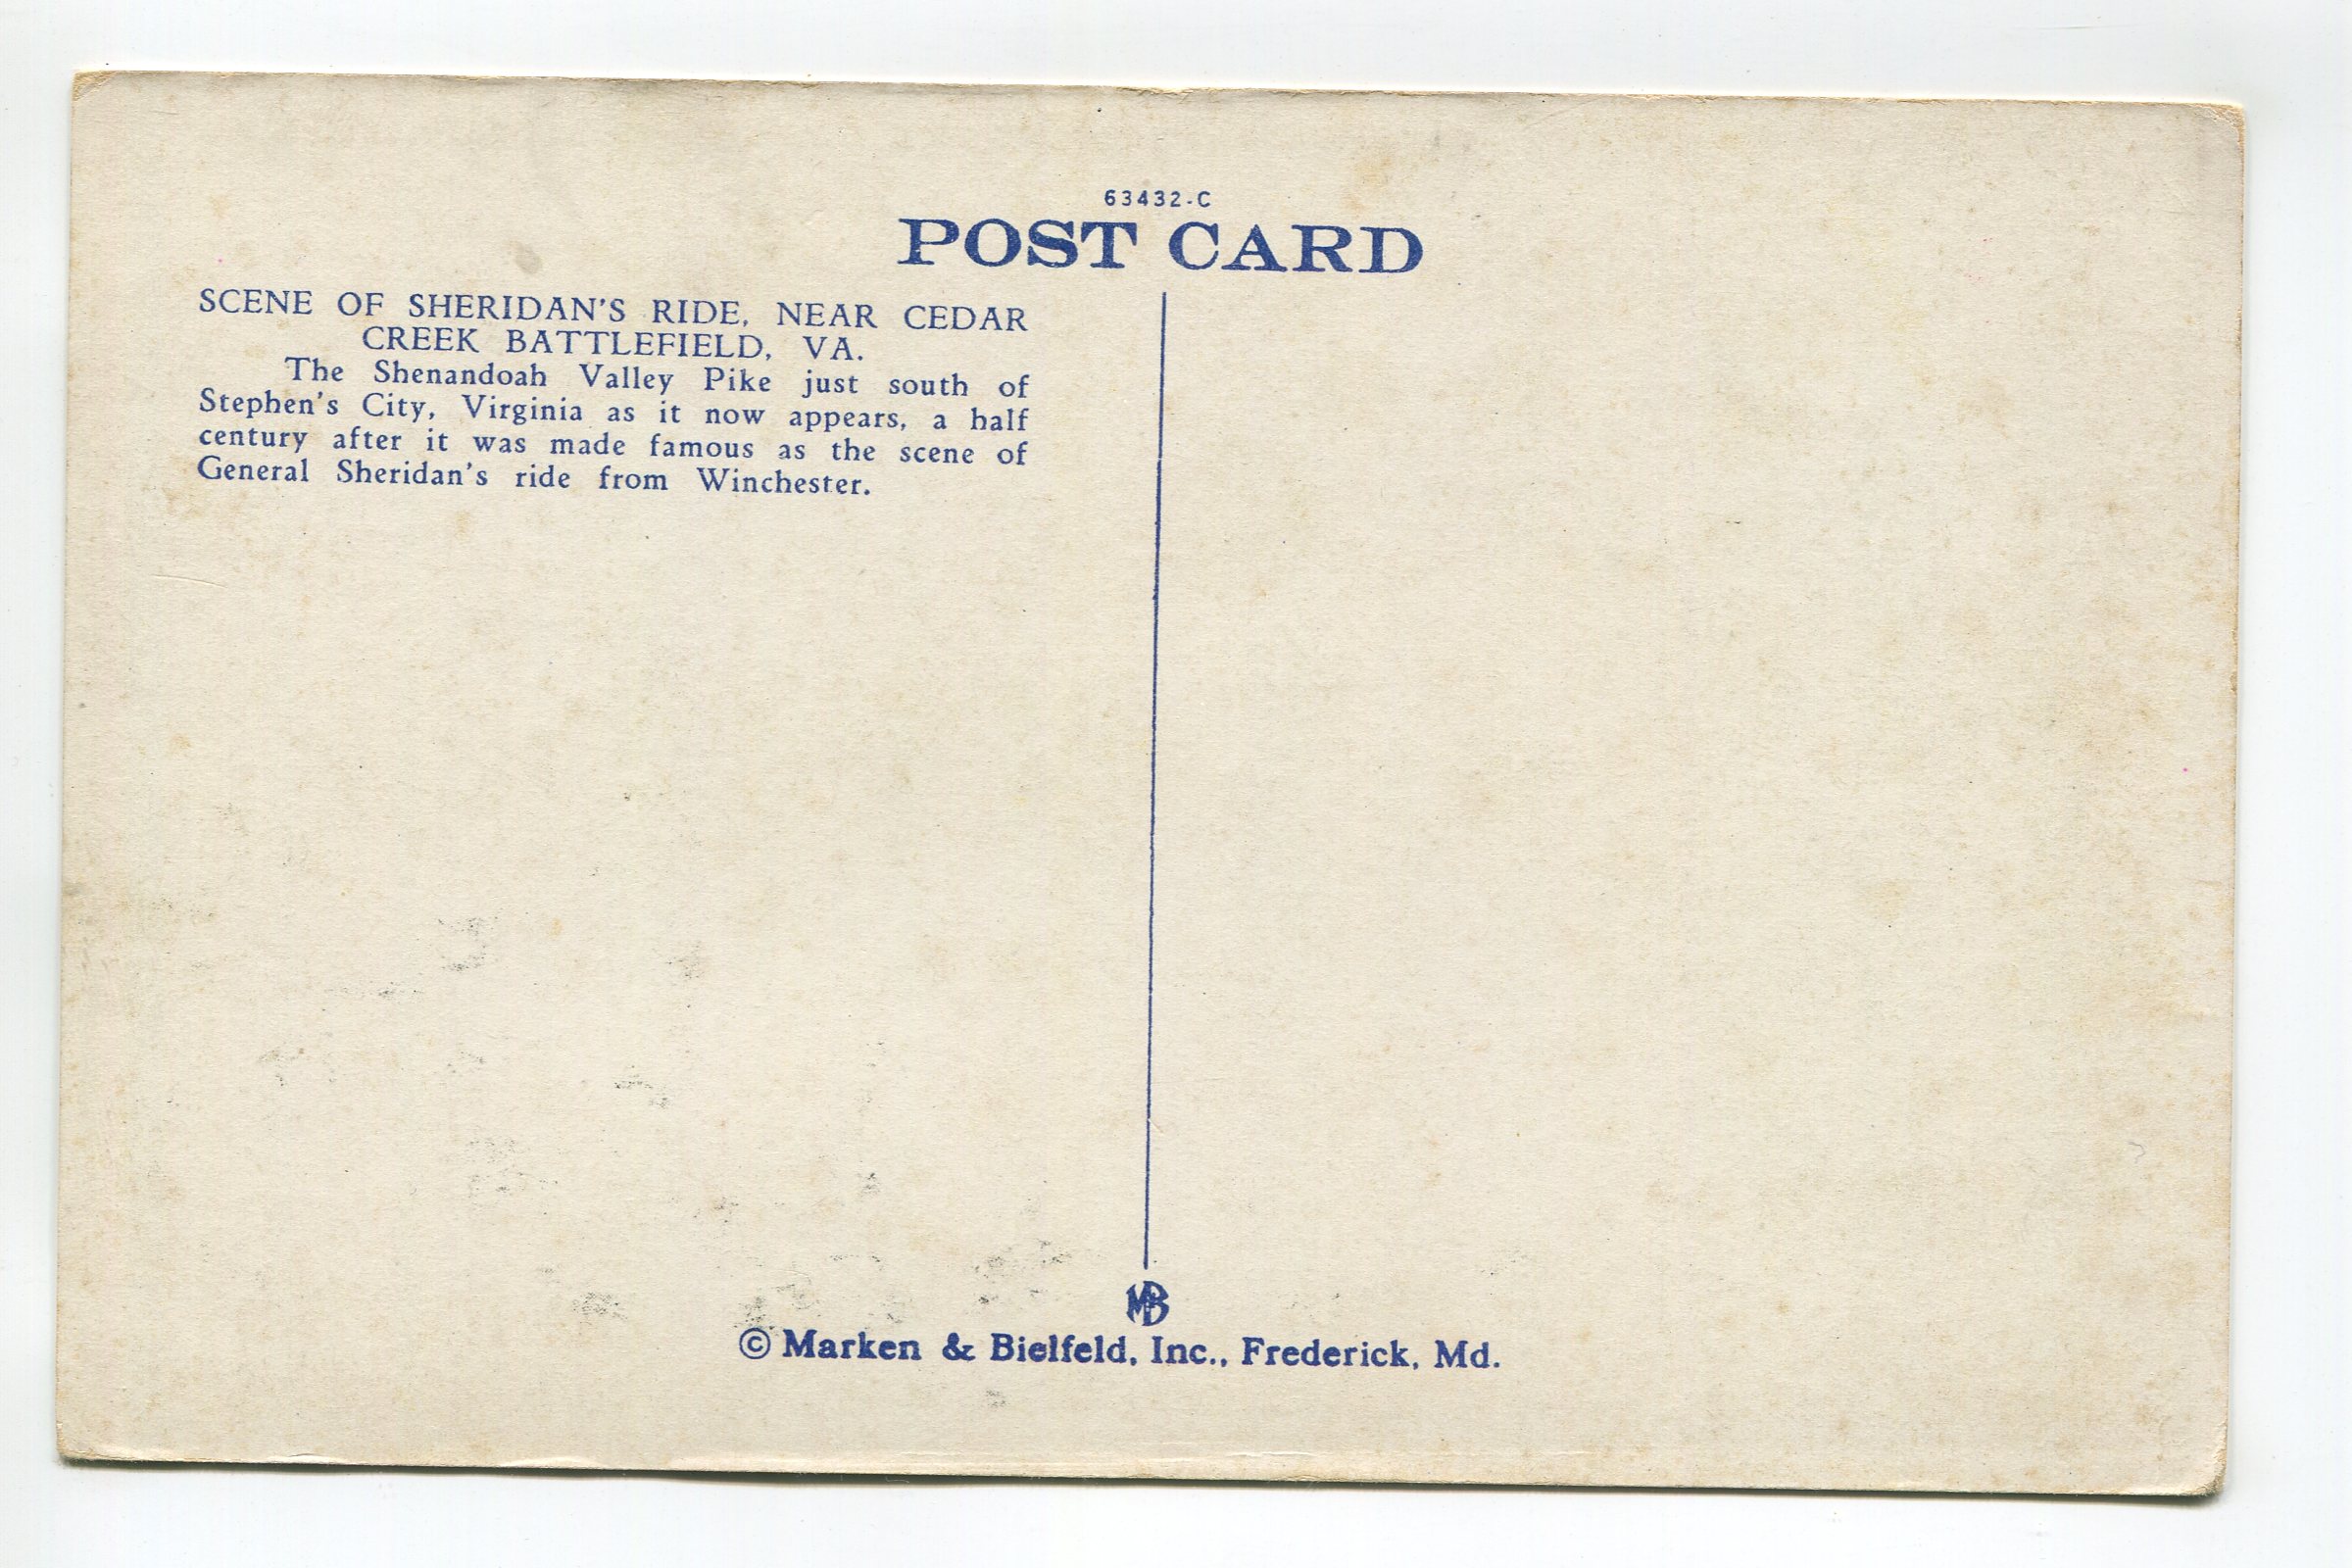 63432-C
POST CARD
SCENE OF SHERIDAN'S RIDE, NEAR CEDAR
CREEK BATTLEFIELD, VA.
The Shenandoah Valley Pike just south of
Stephen's City, Virginia as it now appears, a half
century after it was made famous as the scene of
General Sheridan's ride from Winchester.
MB
© Marken & Bielfeld, Inc., Frederick, Md.